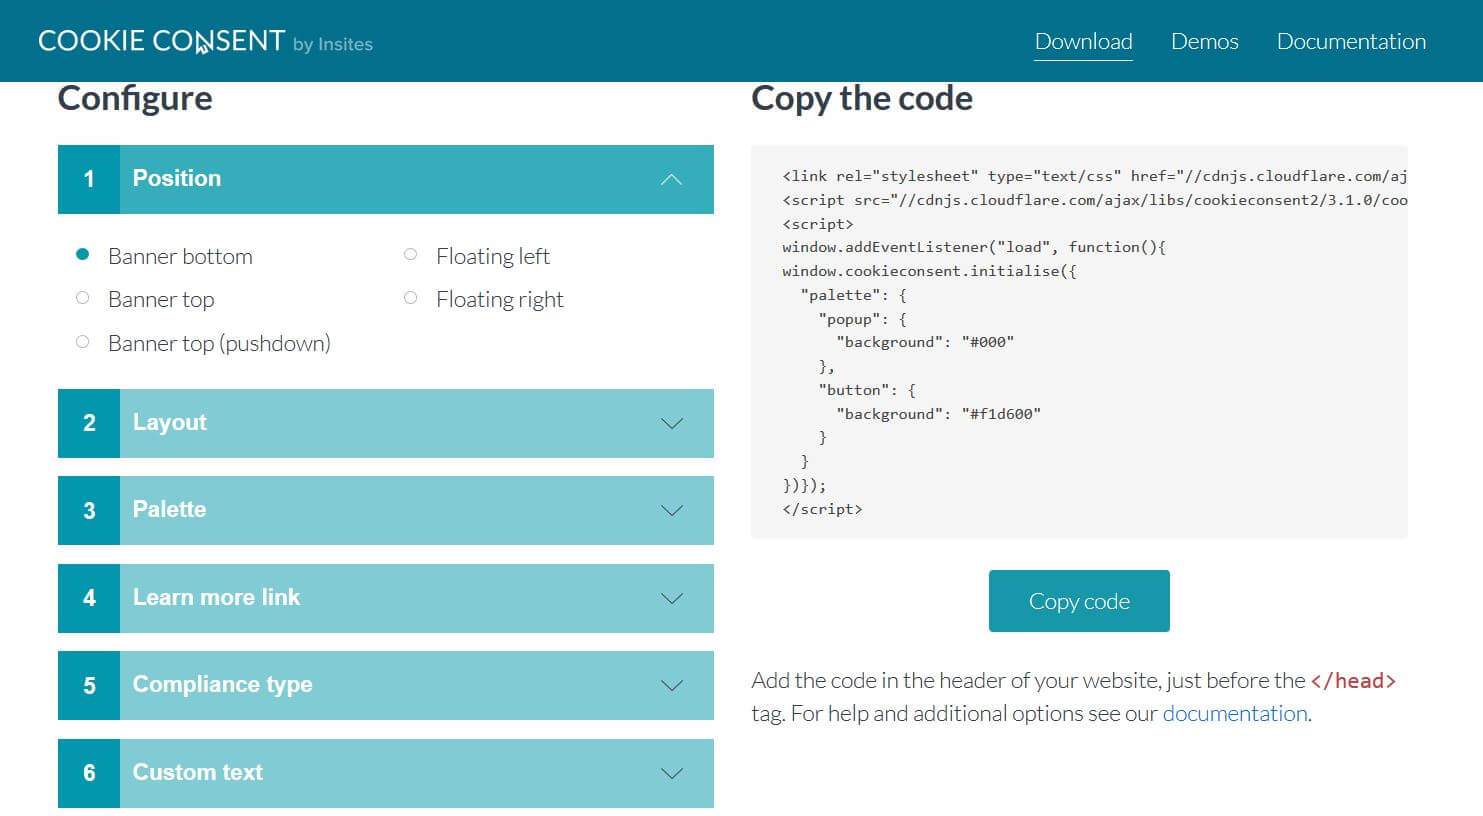 COOKIE CONSENT by Insites
Download Demos Documentation
Configure
1 Position
Banner bottom Floating left
Banner top Floating right
Banner top (pushdown)
2 Layout
3 Palette
4 Learn more link
5 Compliance type
6 Custom text
Copy the code
<link rel="stylesheet" type="text/css" href="//cdnjs.cloudflare.com/aj
<script src="//cdnjs.cloudflare.com/ajax/libs/cookieconsent2/3.1.0/coo
<script>
window.addEventListener("load", function(){
window.cookieconsent.initialise({
  "palette": {
    "popup": {
      "background": "#000"
    },
    "button": {
      "background": "#f1d600"
    }
  }
})});
</script>
Copy code
Add the code in the header of your website, just before the </head>
tag. For help and additional options see our documentation.